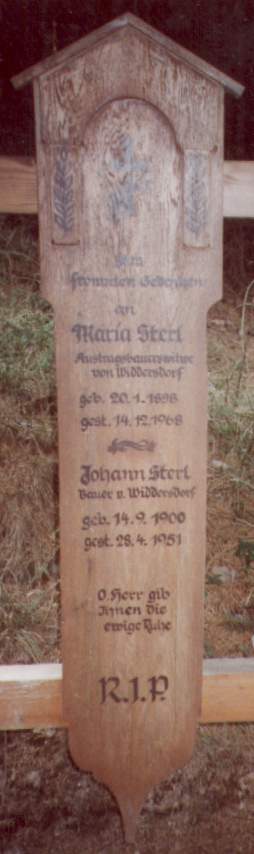 Zum
frommen Gedenken
an
Maria Sterl
Austragsbauerswitwe
von Widdersdorf
geb. 20. 1. 1898
gest. 14. 12. 1968
Johann Sterl
Bauer v. Widdersdorf
geb. 14. 9. 1900
gest. 28. 4. 1951
O Herr gib
Ihnen die
ewige Ruhe
R.I.P.